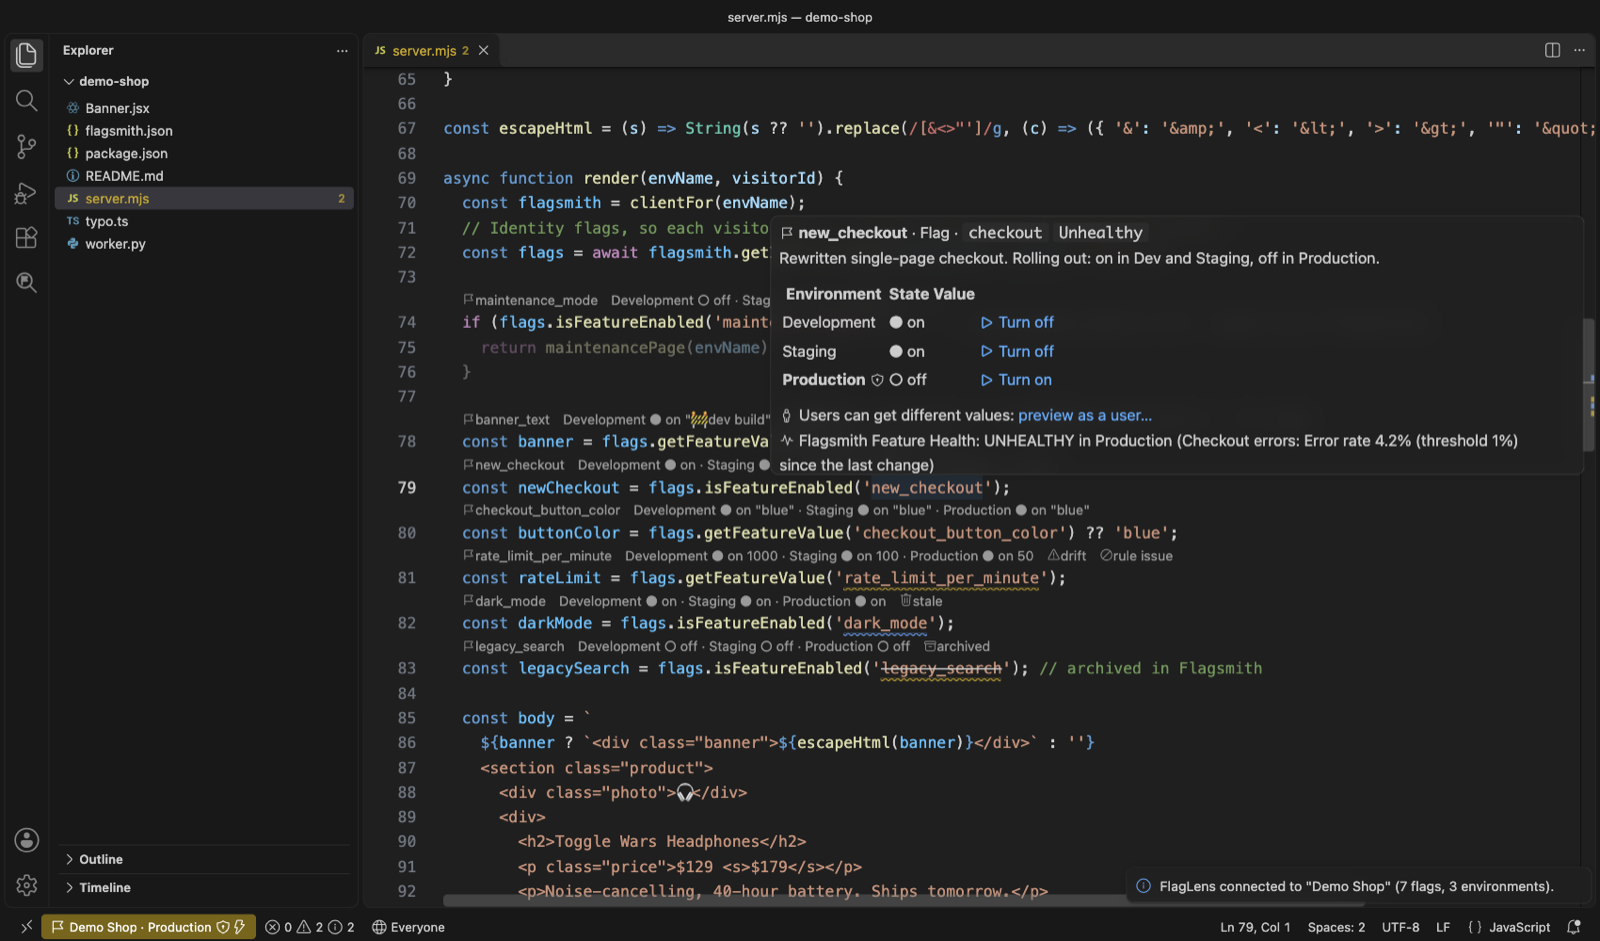 server.mjs — demo-shop
Explorer
demo-shop
Banner.jsx
{} flagsmith.json
{} package.json
README.md
JS server.mjs 2
TS typo.ts
worker.py
Outline
Timeline
JS server.mjs 2
65 }
66
67 const escapeHtml = (s) => String(s ?? '').replace(/[&<>"']/g, (c) => ({ '&': '&amp;', '<': '&lt;', '>': '&gt;', '"': '&quot;
68
69 async function render(envName, visitorId) {
70 const flagsmith = clientFor(envName);
71 // Identity flags, so each visito
72 const flags = await flagsmith.get
73
maintenance_mode Development off · Stag
74 if (flags.isFeatureEnabled('maint
75 return maintenancePage(envName)
76 }
77
banner_text Development on "🚧dev build"
78 const banner = flags.getFeatureVa
new_checkout Development on · Staging
79 const newCheckout = flags.isFeatureEnabled('new_checkout');
checkout_button_color Development on "blue" · Staging on "blue" · Production on "blue"
80 const buttonColor = flags.getFeatureValue('checkout_button_color') ?? 'blue';
rate_limit_per_minute Development on 1000 · Staging on 100 · Production on 50 drift rule issue
81 const rateLimit = flags.getFeatureValue('rate_limit_per_minute');
dark_mode Development on · Staging on · Production on stale
82 const darkMode = flags.isFeatureEnabled('dark_mode');
legacy_search Development off · Staging off · Production off archived
83 const legacySearch = flags.isFeatureEnabled('legacy_search'); // archived in Flagsmith
84
85 const body = `
86 ${banner ? `<div class="banner">${escapeHtml(banner)}</div>` : ''}
87 <section class="product">
88 <div class="photo">🎧</div>
89 <div>
90 <h2>Toggle Wars Headphones</h2>
91 <p class="price">$129 <s>$179</s></p>
92 <p>Noise-cancelling, 40-hour battery. Ships tomorrow.</p>
new_checkout · Flag · checkout Unhealthy
Rewritten single-page checkout. Rolling out: on in Dev and Staging, off in Production.
Environment State Value
Development on Turn off
Staging on Turn off
Production off Turn on
Users can get different values: preview as a user...
Flagsmith Feature Health: UNHEALTHY in Production (Checkout errors: Error rate 4.2% (threshold 1%)
since the last change)
FlagLens connected to "Demo Shop" (7 flags, 3 environments).
Demo Shop · Production 0 2 2 Everyone
Ln 79, Col 1 Spaces: 2 UTF-8 LF {} JavaScript